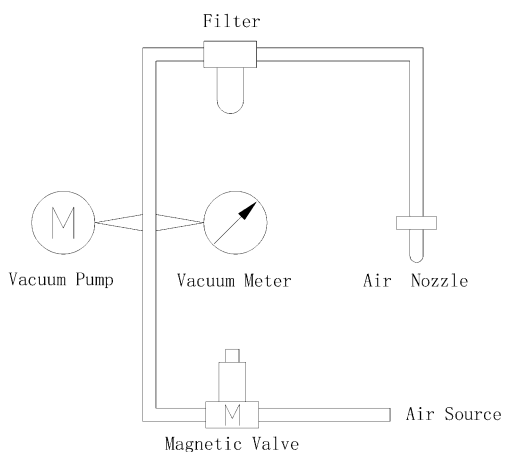 Filter
M
Vacuum Pump
Vacuum Meter
Air Nozzle
M
Air Source
Magnetic Valve